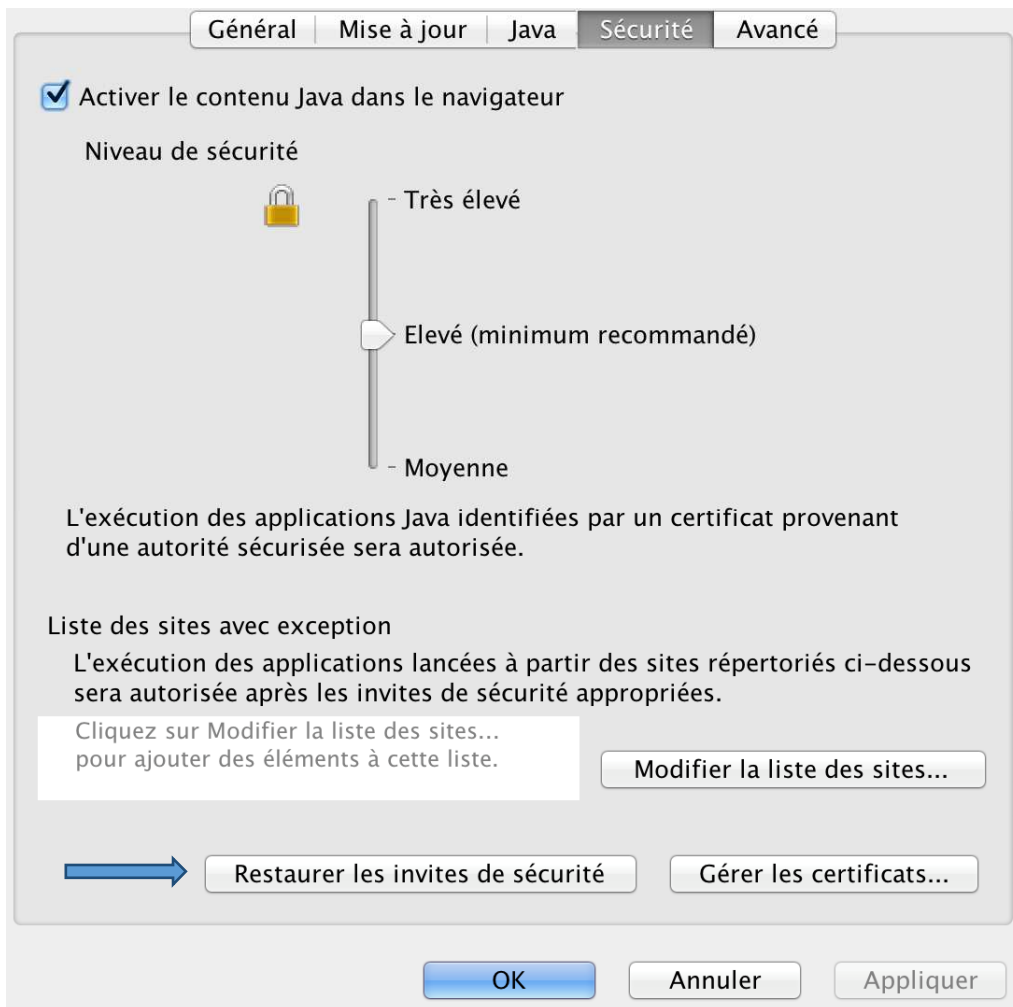 Général Mise à jour Java Sécurité Avancé
Activer le contenu Java dans le navigateur
Niveau de sécurité
- Très élevé
Elevé (minimum recommandé)
- Moyenne
L'exécution des applications Java identifiées par un certificat provenant
d'une autorité sécurisée sera autorisée.
Liste des sites avec exception
L'exécution des applications lancées à partir des sites répertoriés ci-dessous
sera autorisée après les invites de sécurité appropriées.
Cliquez sur Modifier la liste des sites...
pour ajouter des éléments à cette liste.
Modifier la liste des sites...
Restaurer les invites de sécurité Gérer les certificats...
OK Annuler Appliquer